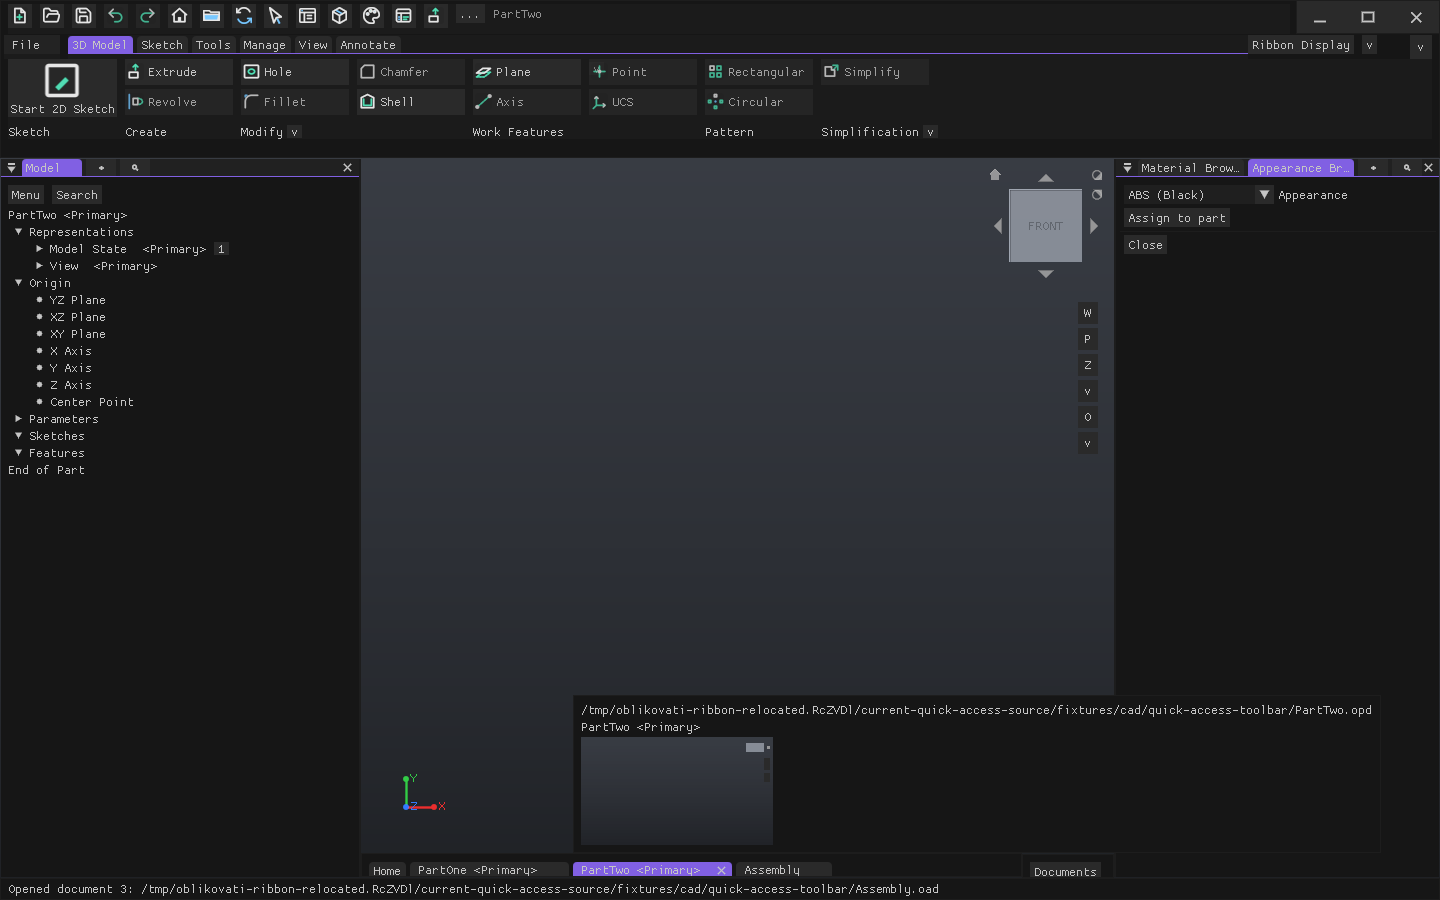 ... PartTwo
File 3D Model Sketch Tools Manage View Annotate Ribbon Display v v
Start 2D Sketch
Extrude Hole Chamfer Plane Point Rectangular Simplify
Revolve Fillet Shell Axis UCS Circular
Sketch Create Modify v Work Features Pattern Simplification v
Model
Menu Search
PartTwo <Primary>
Representations
Model State <Primary> 1
View <Primary>
Origin
YZ Plane
XZ Plane
XY Plane
X Axis
Y Axis
Z Axis
Center Point
Parameters
Sketches
Features
End of Part
FRONT
W
P
Z
v
O
v
Y
Z X
Material Brow… Appearance Br…
ABS (Black) Appearance
Assign to part
Close
/tmp/oblikovati-ribbon-relocated.RcZVDl/current-quick-access-source/fixtures/cad/quick-access-toolbar/PartTwo.opd
PartTwo <Primary>
Home PartOne <Primary> PartTwo <Primary> Assembly Documents
Opened document 3: /tmp/oblikovati-ribbon-relocated.RcZVDl/current-quick-access-source/fixtures/cad/quick-access-toolbar/Assembly.oad